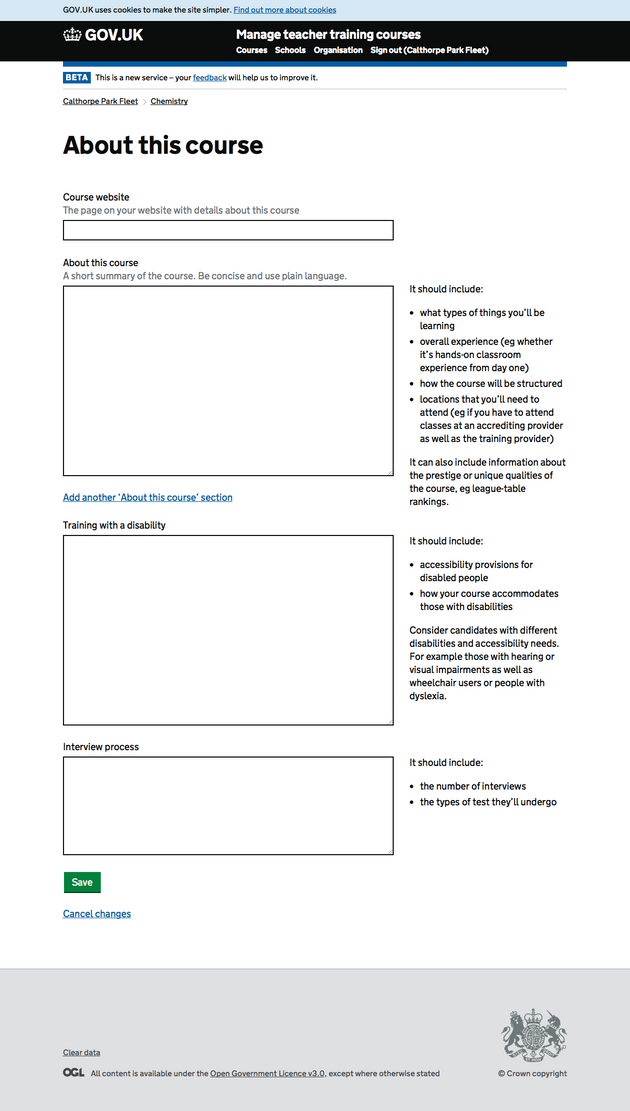 GOV.UK uses cookies to make the site simpler. Find out more about cookies
GOV.UK
Manage teacher training courses
Courses Schools Organisation Sign out (Calthorpe Park Fleet)
BETA This is a new service – your feedback will help us to improve it.
Calthorpe Park Fleet > Chemistry
About this course
Course website
The page on your website with details about this course
About this course
A short summary of the course. Be concise and use plain language.
It should include:
• what types of things you'll be
learning
• overall experience (eg whether
it's hands-on classroom
experience from day one)
• how the course will be structured
• locations that you'll need to
attend (eg if you have to attend
classes at an accrediting provider
as well as the training provider)
It can also include information about
the prestige or unique qualities of
the course, eg league-table
rankings.
Add another 'About this course' section
Training with a disability
It should include:
• accessibility provisions for
disabled people
• how your course accommodates
those with disabilities
Consider candidates with different
disabilities and accessibility needs.
For example those with hearing or
visual impairments as well as
wheelchair users or people with
dyslexia.
Interview process
It should include:
• the number of interviews
• the types of test they'll undergo
Save
Cancel changes
Clear data
OGL All content is available under the Open Government Licence v3.0, except where otherwise stated
© Crown copyright